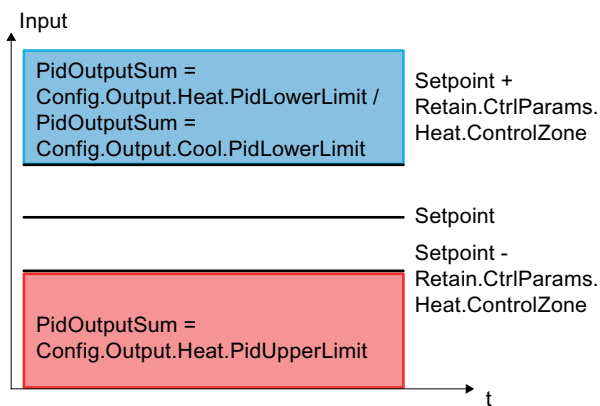 Input
PidOutputSum =
Config.Output.Heat.PidLowerLimit /
PidOutputSum =
Config.Output.Cool.PidLowerLimit
Setpoint +
Retain.CtrlParams.
Heat.ControlZone
Setpoint
Setpoint -
Retain.CtrlParams.
Heat.ControlZone
PidOutputSum =
Config.Output.Heat.PidUpperLimit
t